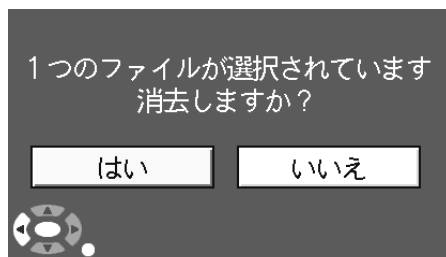 1つのファイルが選択されています
消去しますか？
はい
いいえ